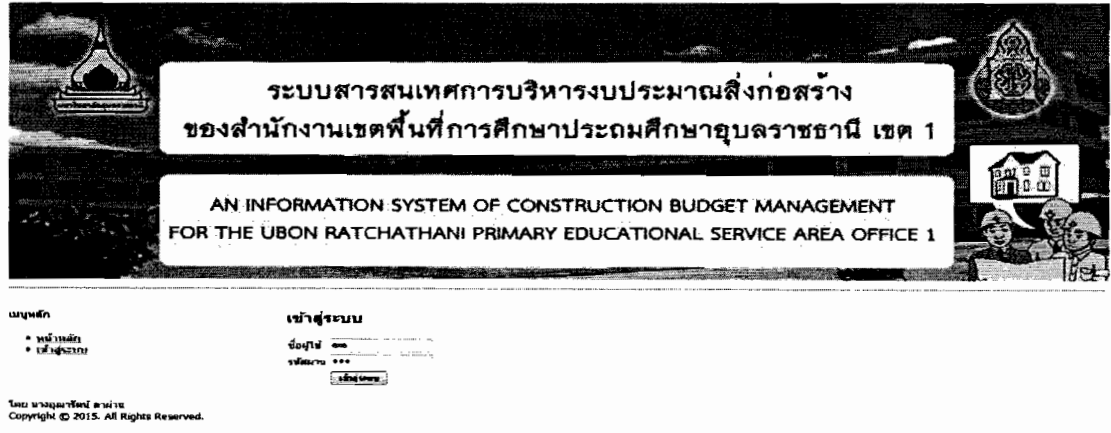 ระบบสารสนเทศการบริหารงบประมาณสิ่งก่อสร้าง
ของสำนักงานเขตพื้นที่การศึกษาประถมศึกษาอุบลราชธานี เขต 1
AN INFORMATION SYSTEM OF CONSTRUCTION BUDGET MANAGEMENT
FOR THE UBON RATCHATHANI PRIMARY EDUCATIONAL SERVICE AREA OFFICE 1
เมนูหลัก
• หน้าหลัก
• เข้าสู่ระบบ
เข้าสู่ระบบ
ชื่อผู้ใช้
รหัสผ่าน •••
เข้าสู่ระบบ
โดย นาง
Copyright © 2015. All Rights Reserved.